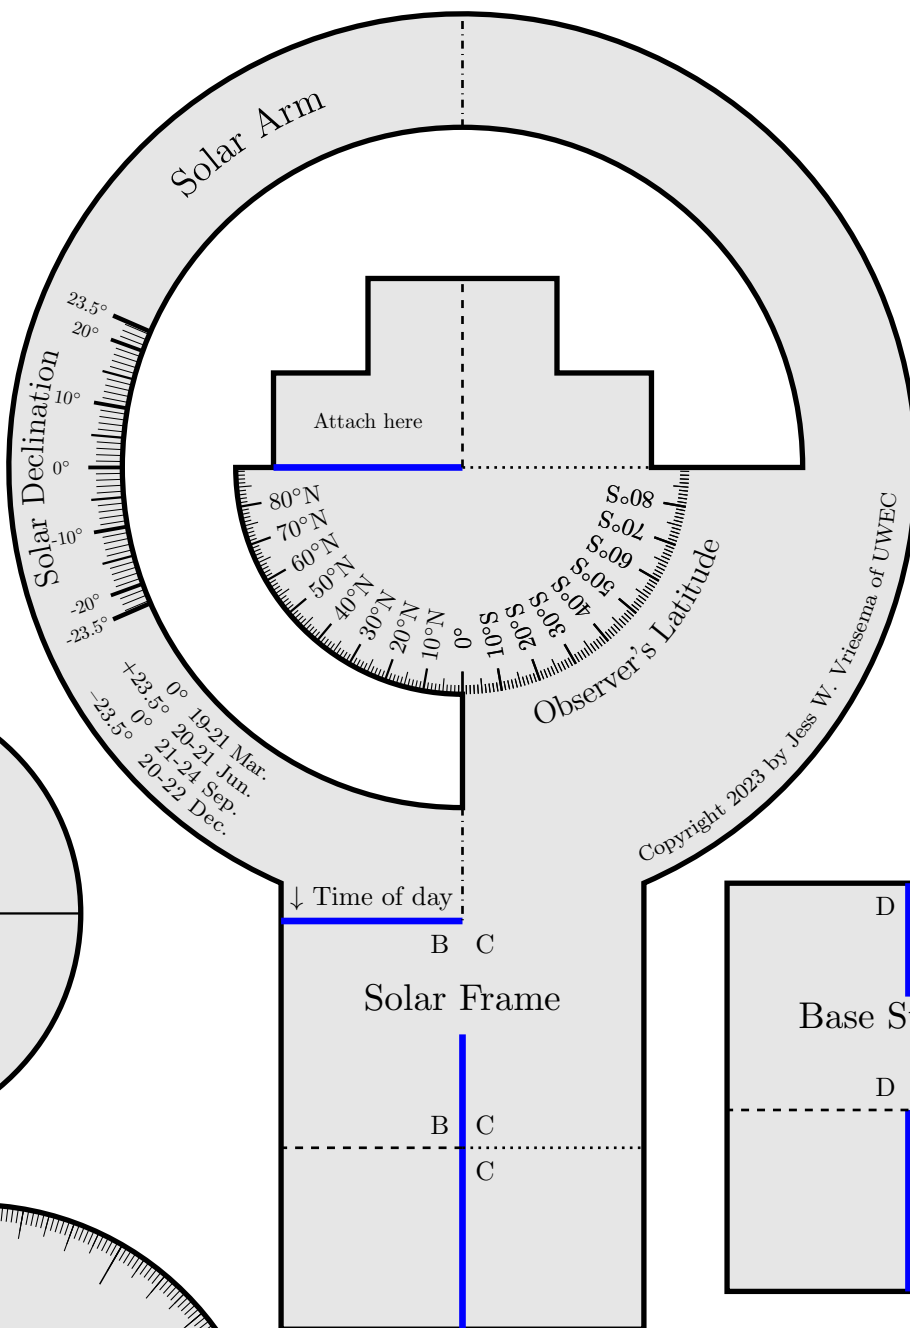 Solar Arm
23.5°
20°
10°
0°
-10°
-20°
-23.5°
Solar Declination
Attach here
80°N
70°N
60°N
50°N
40°N
30°N
20°N
10°N
0°
10°S
20°S
30°S
40°S
50°S
60°S
70°S
80°S
Observer's Latitude
Copyright 2023 by Jess W. Vriesema of UWEC
0° 19-21 Mar.
+23.5° 20-21 Jun.
0° 21-24 Sep.
−23.5° 20-22 Dec.
↓ Time of day
B C
Solar Frame
B C
C
D
Base
D